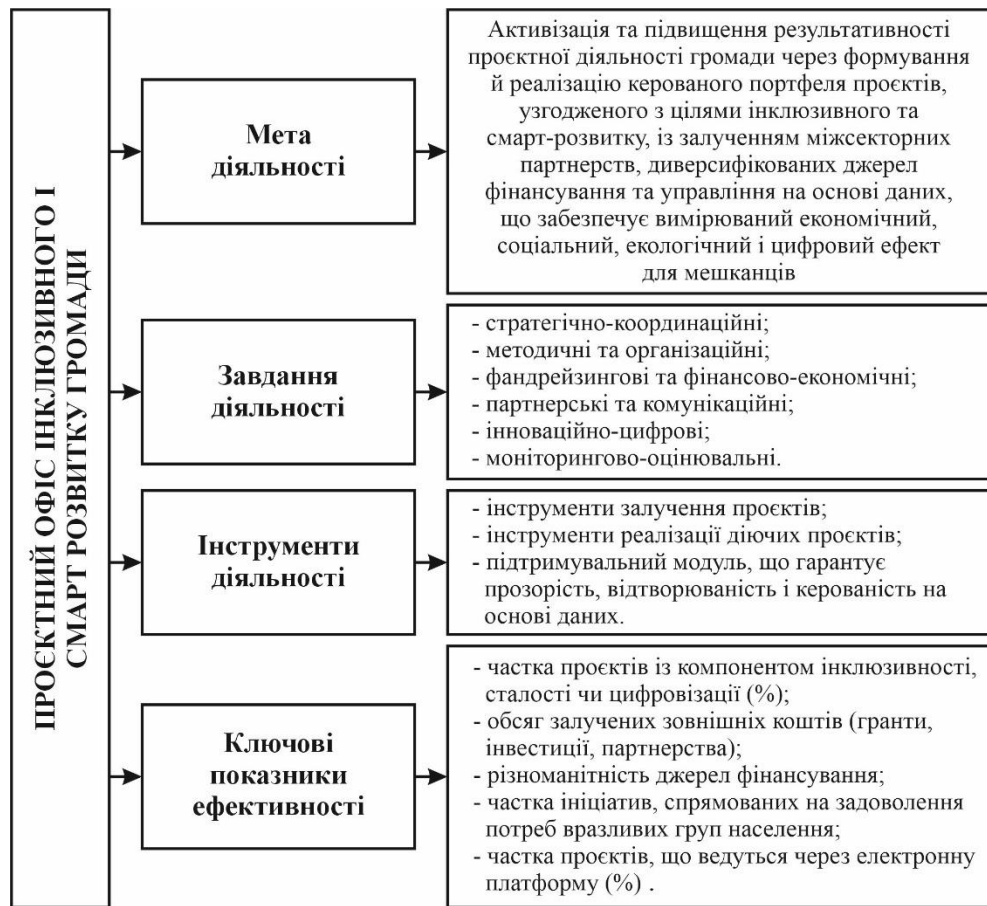 ПРОЄКТНИЙ ОФІС ІНКЛЮЗИВНОГО І
СМАРТ РОЗВИТКУ ГРОМАДИ
Мета
діяльності
Активізація та підвищення результативності
проєктної діяльності громади через формування
й реалізацію керованого портфеля проєктів,
узгодженого з цілями інклюзивного та
смарт-розвитку, із залученням міжсекторних
партнерств, диверсифікованих джерел
фінансування та управління на основі даних,
що забезпечує вимірюваний економічний,
соціальний, екологічний і цифровий ефект
для мешканців
Завдання
діяльності
- стратегічно-координаційні;
- методичні та організаційні;
- фандрейзингові та фінансово-економічні;
- партнерські та комунікаційні;
- інноваційно-цифрові;
- моніторингово-оцінювальні.
Інструменти
діяльності
- інструменти залучення проєктів;
- інструменти реалізації діючих проєктів;
- підтримувальний модуль, що гарантує
прозорість, відтворюваність і керованість на
основі даних.
Ключові
показники
ефективності
- частка проєктів із компонентом інклюзивності,
сталості чи цифровізації (%);
- обсяг залучених зовнішніх коштів (гранти,
інвестиції, партнерства);
- різноманітність джерел фінансування;
- частка ініціатив, спрямованих на задоволення
потреб вразливих груп населення;
- частка проєктів, що ведуться через електронну
платформу (%) .